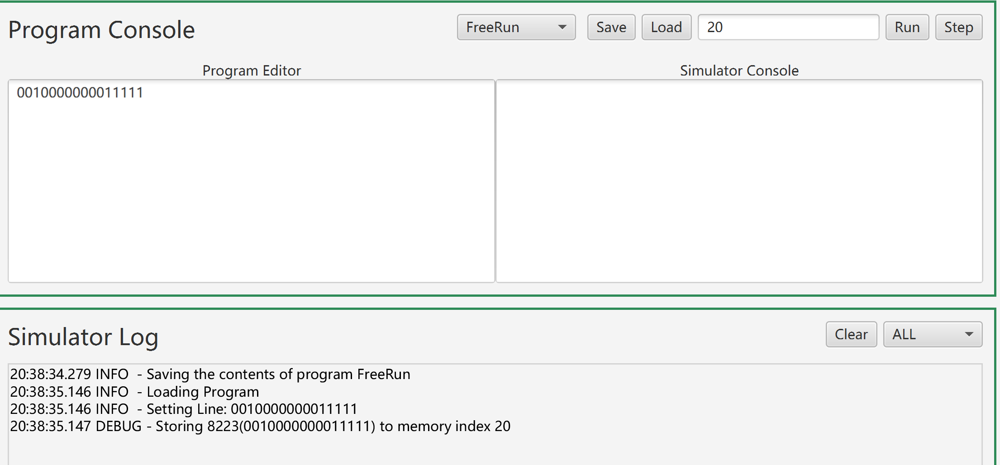 Program Console
FreeRun Save Load 20 Run Step
Program Editor Simulator Console
0010000000011111
Simulator Log
Clear ALL
20:38:34.279 INFO  - Saving the contents of program FreeRun
20:38:35.146 INFO  - Loading Program
20:38:35.146 INFO  - Setting Line: 0010000000011111
20:38:35.147 DEBUG - Storing 8223(0010000000011111) to memory index 20